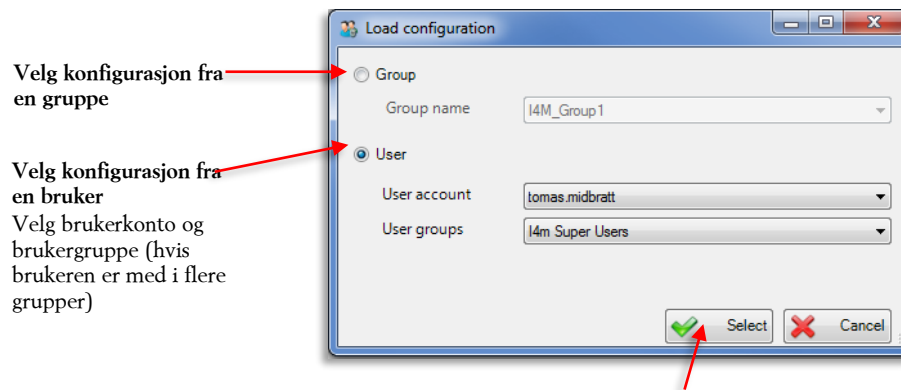 Load configuration
Velg konfigurasjon fra
en gruppe
Group
Group name
I4M_Group1
Velg konfigurasjon fra
en bruker
Velg brukerkonto og
brukergruppe (hvis
brukeren er med i flere
grupper)
User
User account
tomas.midbratt
User groups
I4m Super Users
Select
Cancel